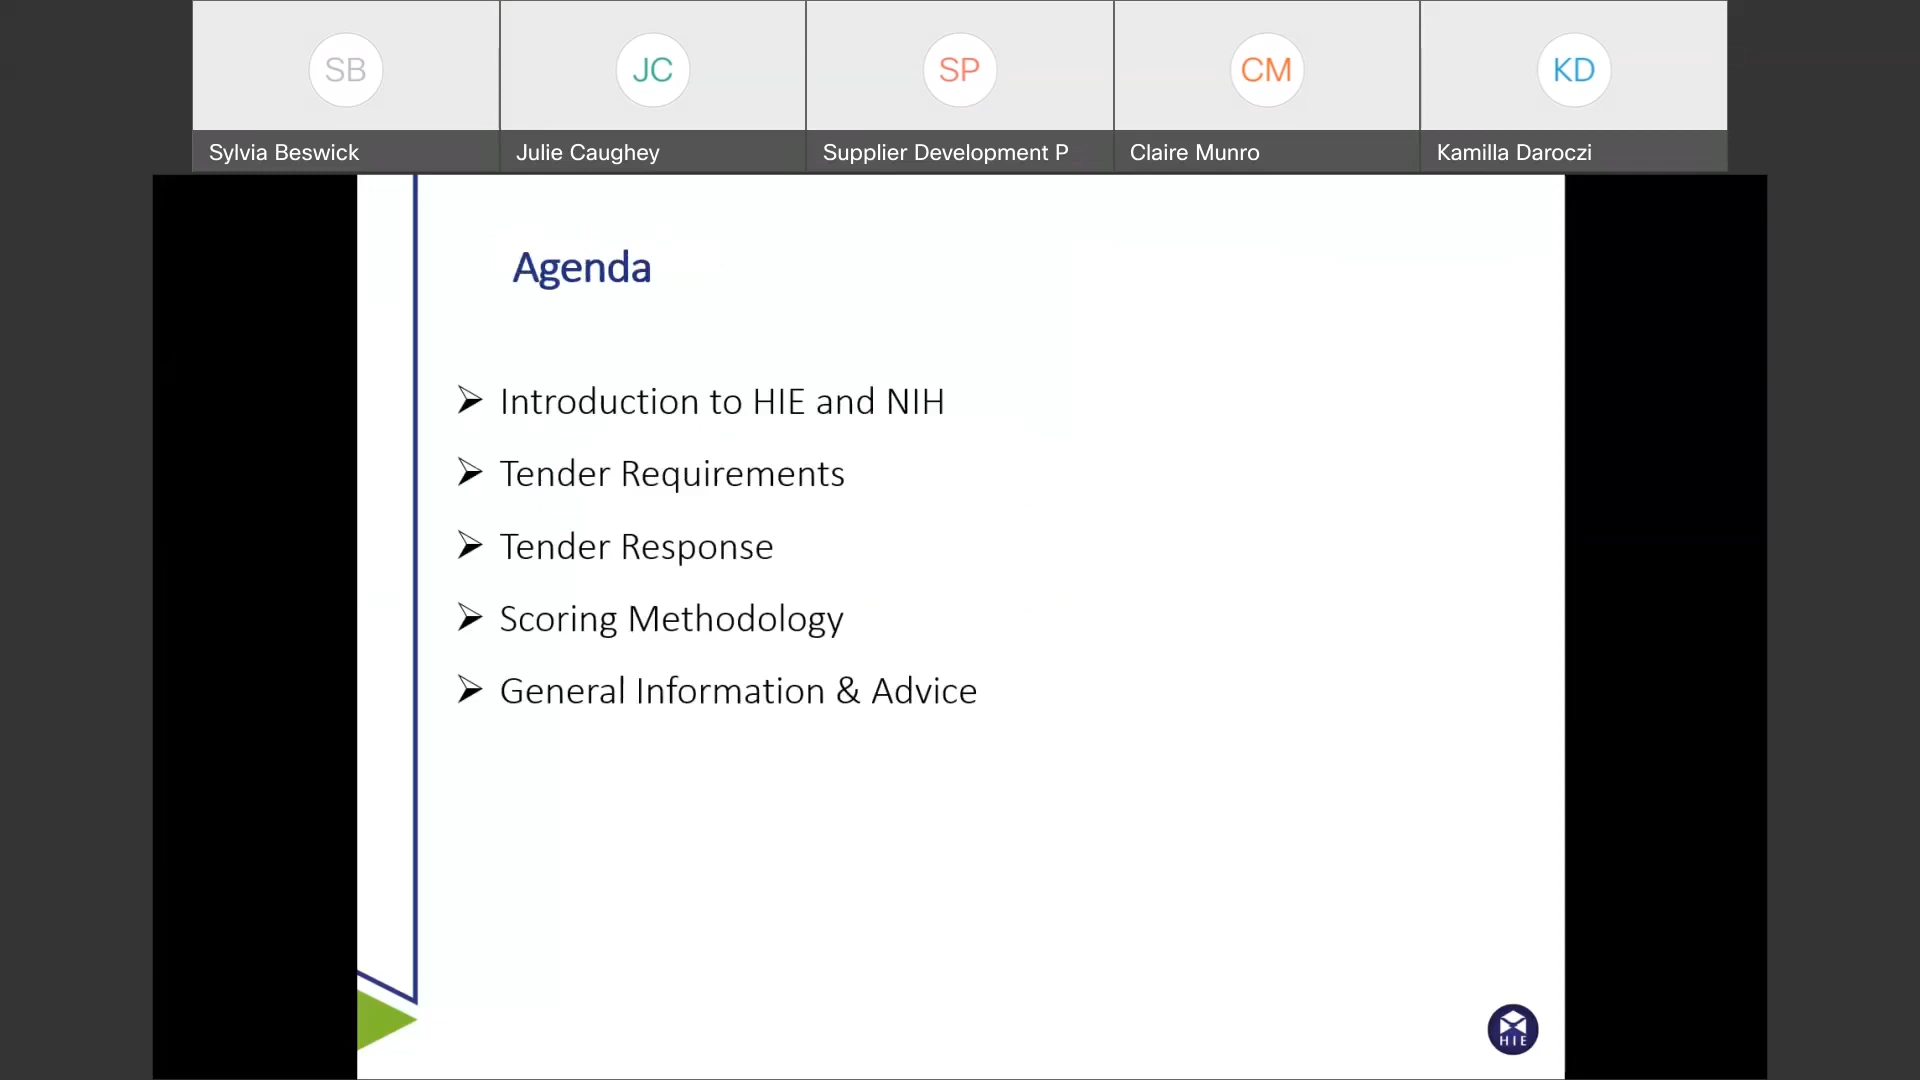 SB
JC
SP
CM
KD
Sylvia Beswick
Julie Caughey
Supplier Development P
Claire Munro
Kamilla Daroczi
Agenda
Introduction to HIE and NIH
Tender Requirements
Tender Response
Scoring Methodology
General Information & Advice
HIE